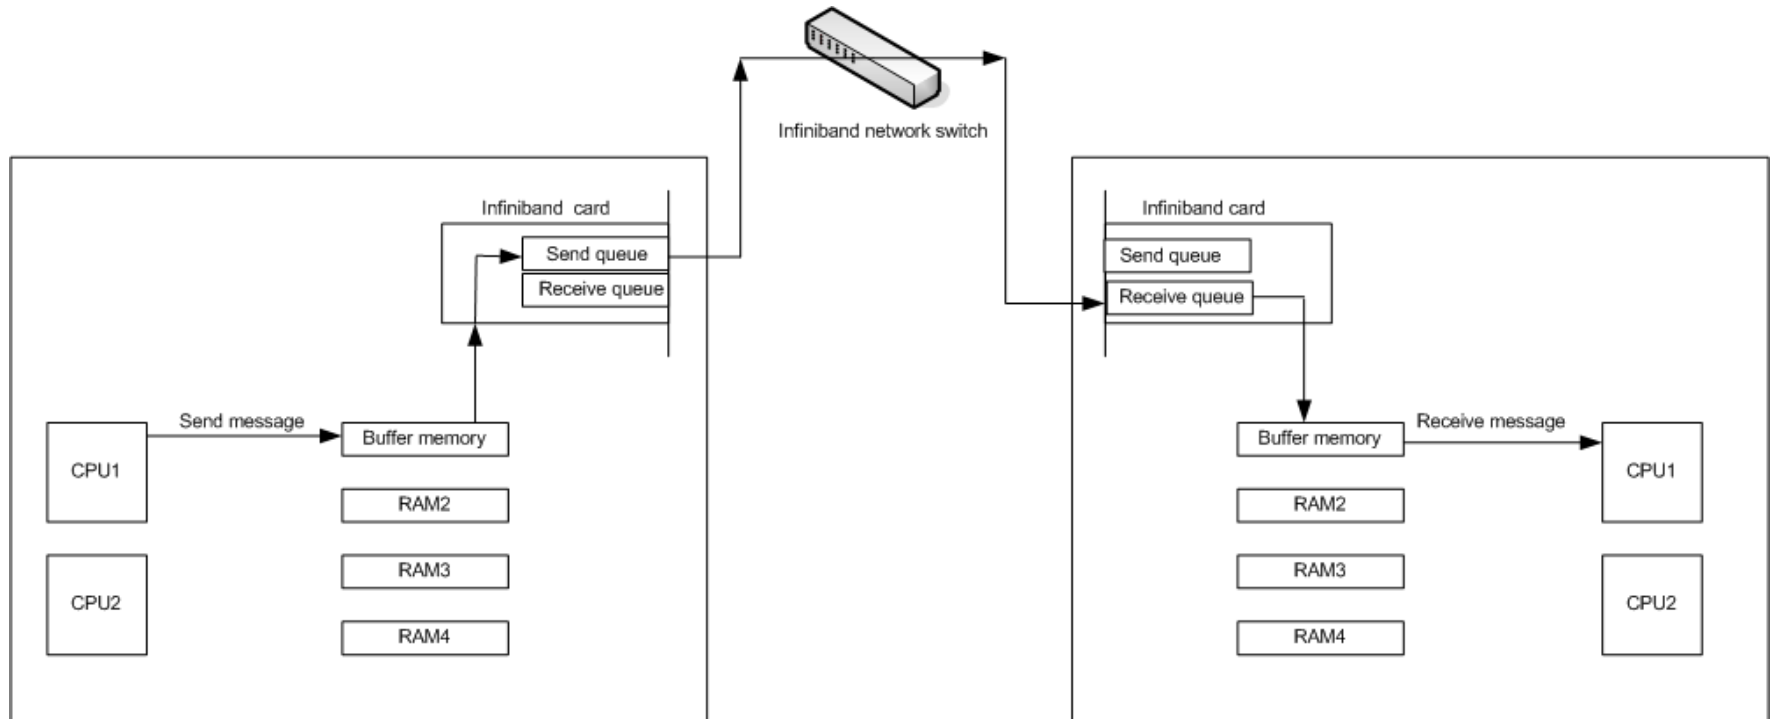 Infiniband network switch
Infiniband card
Send queue
Receive queue
Send message
CPU1
Buffer memory
RAM2
CPU2
RAM3
RAM4
Infiniband card
Send queue
Receive queue
Buffer memory
Receive message
CPU1
RAM2
RAM3
CPU2
RAM4